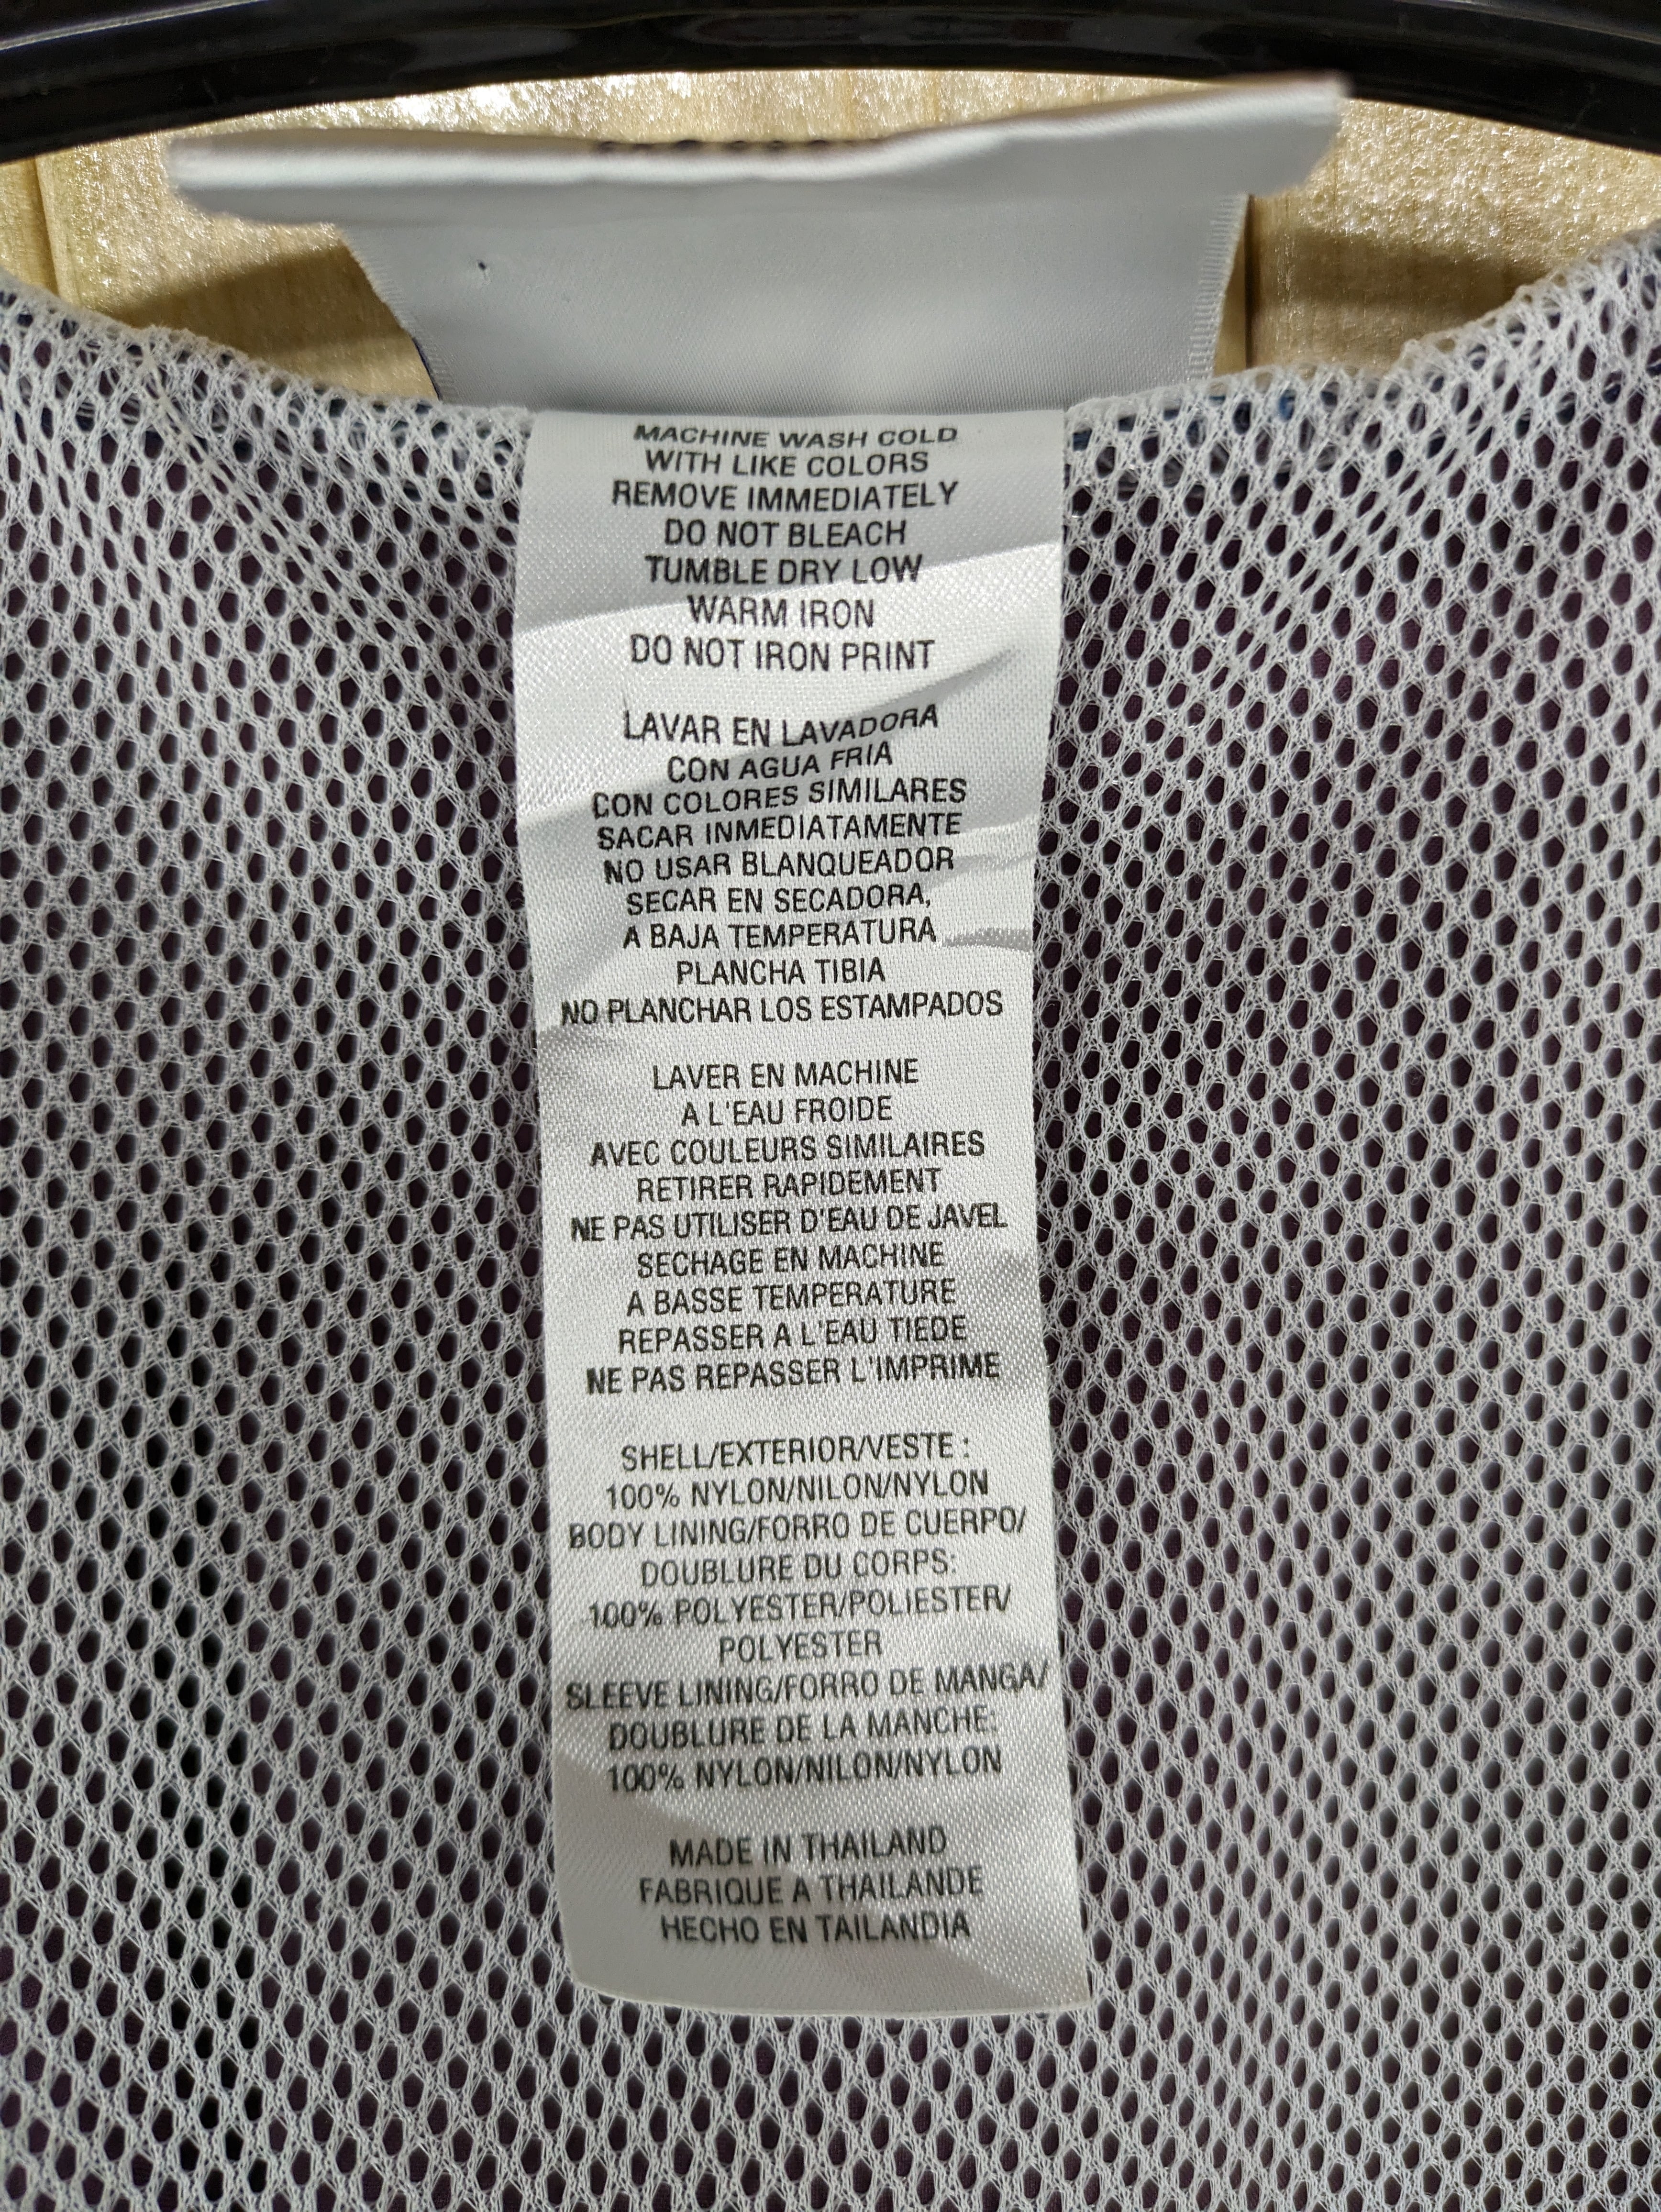 MACHINE WASH COLD
WITH LIKE COLORS
REMOVE IMMEDIATELY
DO NOT BLEACH
TUMBLE DRY LOW
WARM IRON
DO NOT IRON PRINT
LAVAR EN LAVADORA
CON AGUA FRIA
CON COLORES SIMILARES
SACAR INMEDIATAMENTE
NO USAR BLANQUEADOR
SECAR EN SECADORA,
A BAJA TEMPERATURA
PLANCHA TIBIA
NO PLANCHAR LOS ESTAMPADOS
LAVER EN MACHINE
A L'EAU FROIDE
AVEC COULEURS SIMILAIRES
RETIRER RAPIDEMENT
NE PAS UTILISER D'EAU DE JAVEL
SECHAGE EN MACHINE
A BASSE TEMPERATURE
REPASSER A L'EAU TIEDE
NE PAS REPASSER L'IMPRIME
SHELL/EXTERIOR/VESTE :
100% NYLON/NILON/NYLON
BODY LINING/FORRO DE CUERPO/
DOUBLURE DU CORPS:
100% POLYESTER/POLIESTER/
POLYESTER
SLEEVE LINING/FORRO DE MANGA/
DOUBLURE DE LA MANCHE:
100% NYLON/NILON/NYLON
MADE IN THAILAND
FABRIQUE A THAILANDE
HECHO EN TAILANDIA